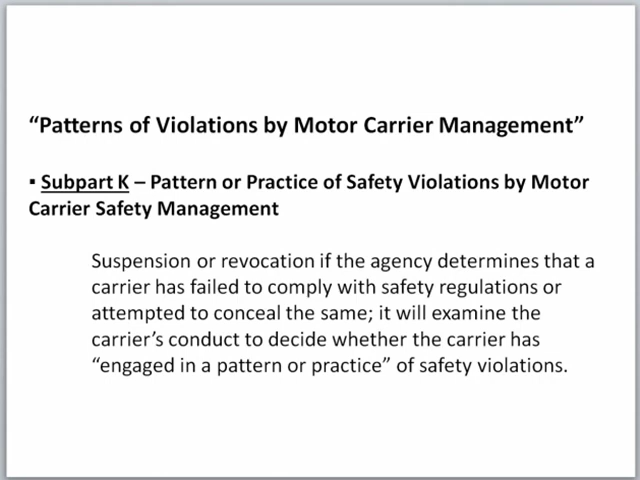 “Patterns of Violations by Motor Carrier Management”
▪ Subpart K – Pattern or Practice of Safety Violations by Motor
Carrier Safety Management
Suspension or revocation if the agency determines that a
carrier has failed to comply with safety regulations or
attempted to conceal the same; it will examine the
carrier’s conduct to decide whether the carrier has
“engaged in a pattern or practice” of safety violations.